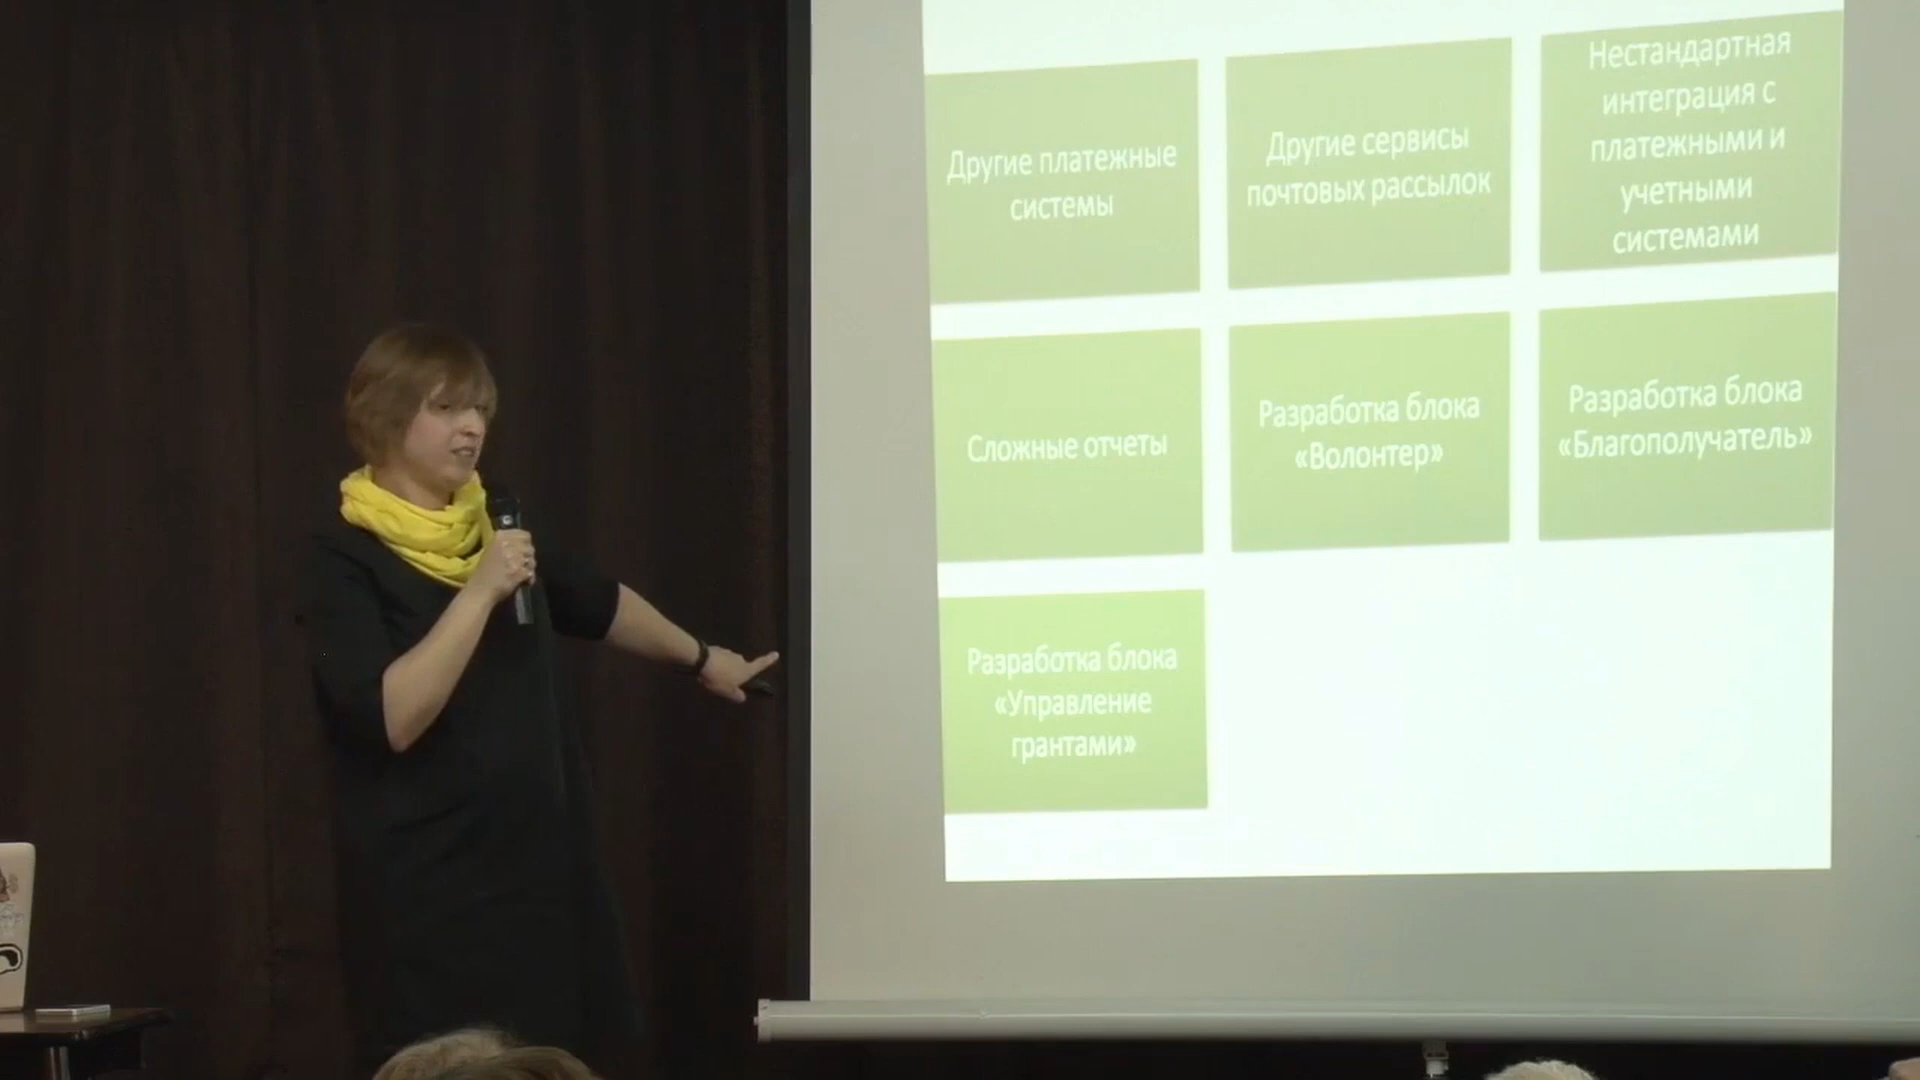 Другие платежные
системы
Другие сервисы
почтовых рассылок
Нестандартная
интеграция с
платежными и
учетными
системами
Сложные отчеты
Разработка блока
«Волонтер»
Разработка блока
«Благополучатель»
Разработка блока
«Управление
грантами»